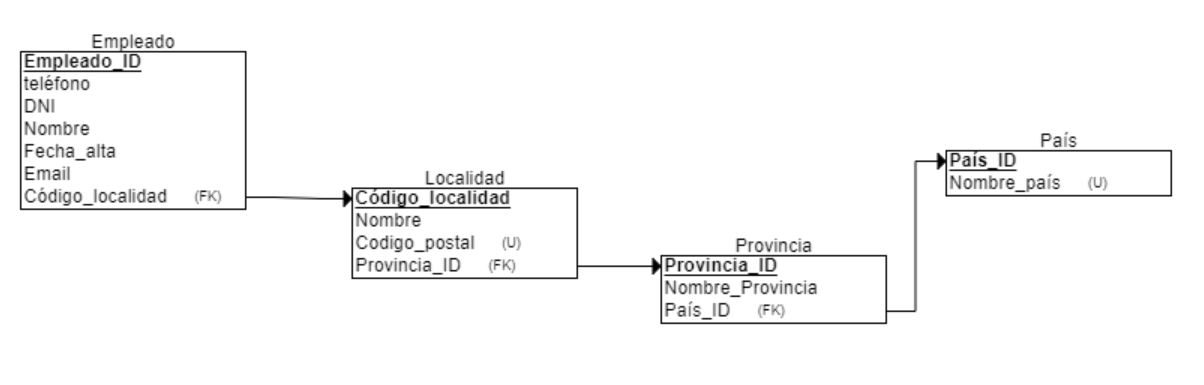 Empleado
Empleado_ID
teléfono
DNI
Nombre
Fecha_alta
Email
Código_localidad (FK)
Localidad
Código_localidad
Nombre
Codigo_postal (U)
Provincia_ID (FK)
Provincia
Provincia_ID
Nombre_Provincia
País_ID (FK)
País
País_ID
Nombre_país (U)